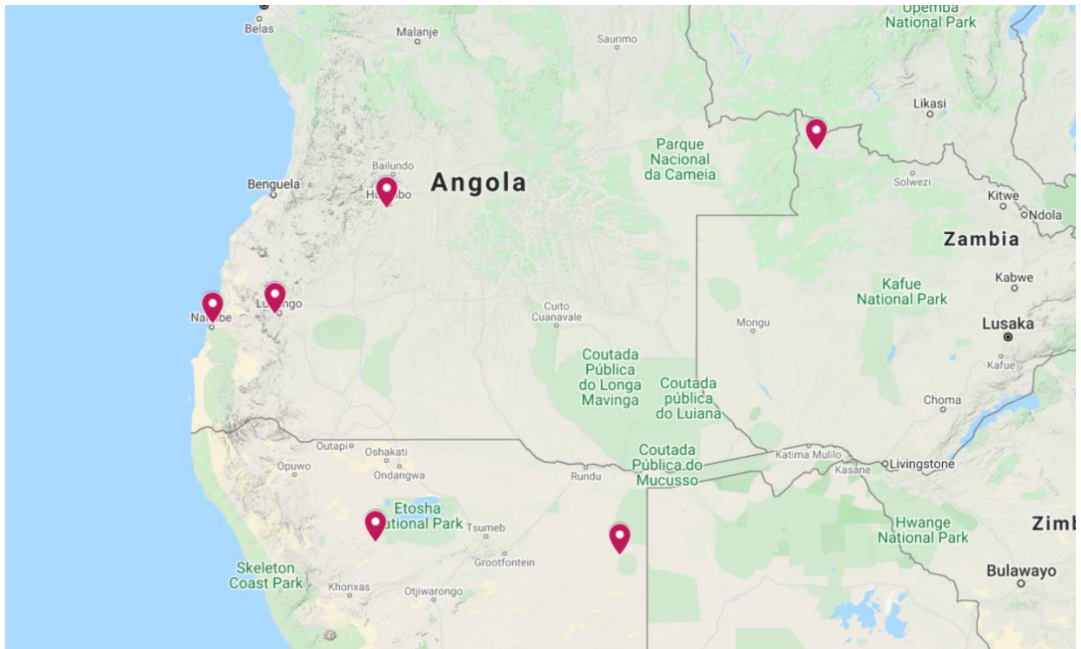 Upemba
National Park
Belas
Malanje
Saurimo
Likasi
Parque
Nacional
da Cameia
Bailundo
Solwezi
Benguela
Angola
Kitwe
Ndola
Zambia
Kabwe
Kafue
National Park
Cuito
Cuanavale
Mongu
Lusaka
Kafue
Coutada
Pública
do Longa
Mavinga
Coutada
pública
do Luiana
Choma
Outapi
Oshakati
Ondangwa
Opuwo
Rundu
Coutada
Pública do
Mucusso
Katima Mulilo
Kasane
Livingstone
Etosha
National Park
Tsumeb
Grootfontein
Hwange
National Park
Zimb
Skeleton
Coast Park
Khorixas
Otjiwarongo
Bulawayo